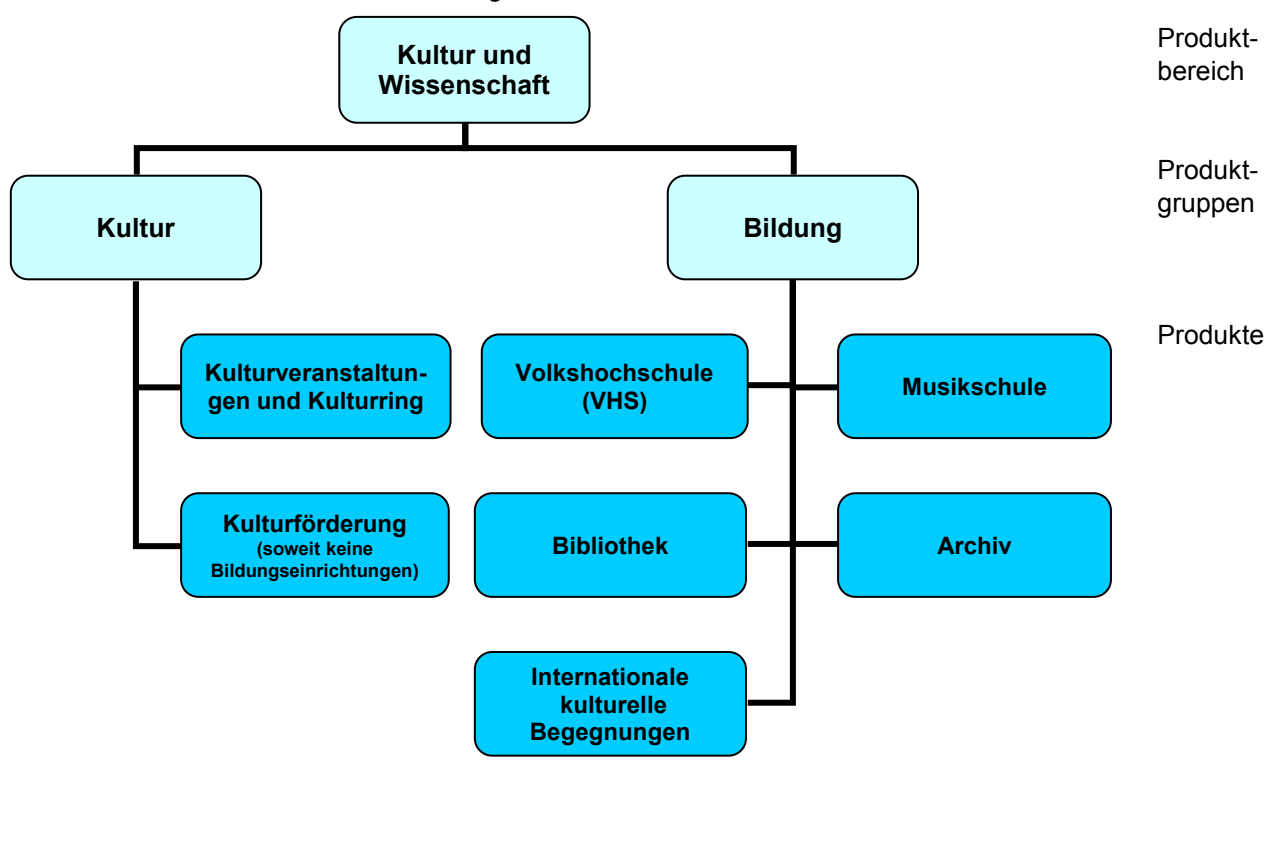 Kultur und
Wissenschaft
Produkt-
bereich
Kultur
Bildung
Produkt-
gruppen
Kulturveranstaltun-
gen und Kulturring
Volkshochschule
(VHS)
Musikschule
Produkte
Kulturförderung
(soweit keine
Bildungseinrichtungen)
Bibliothek
Archiv
Internationale
kulturelle
Begegnungen